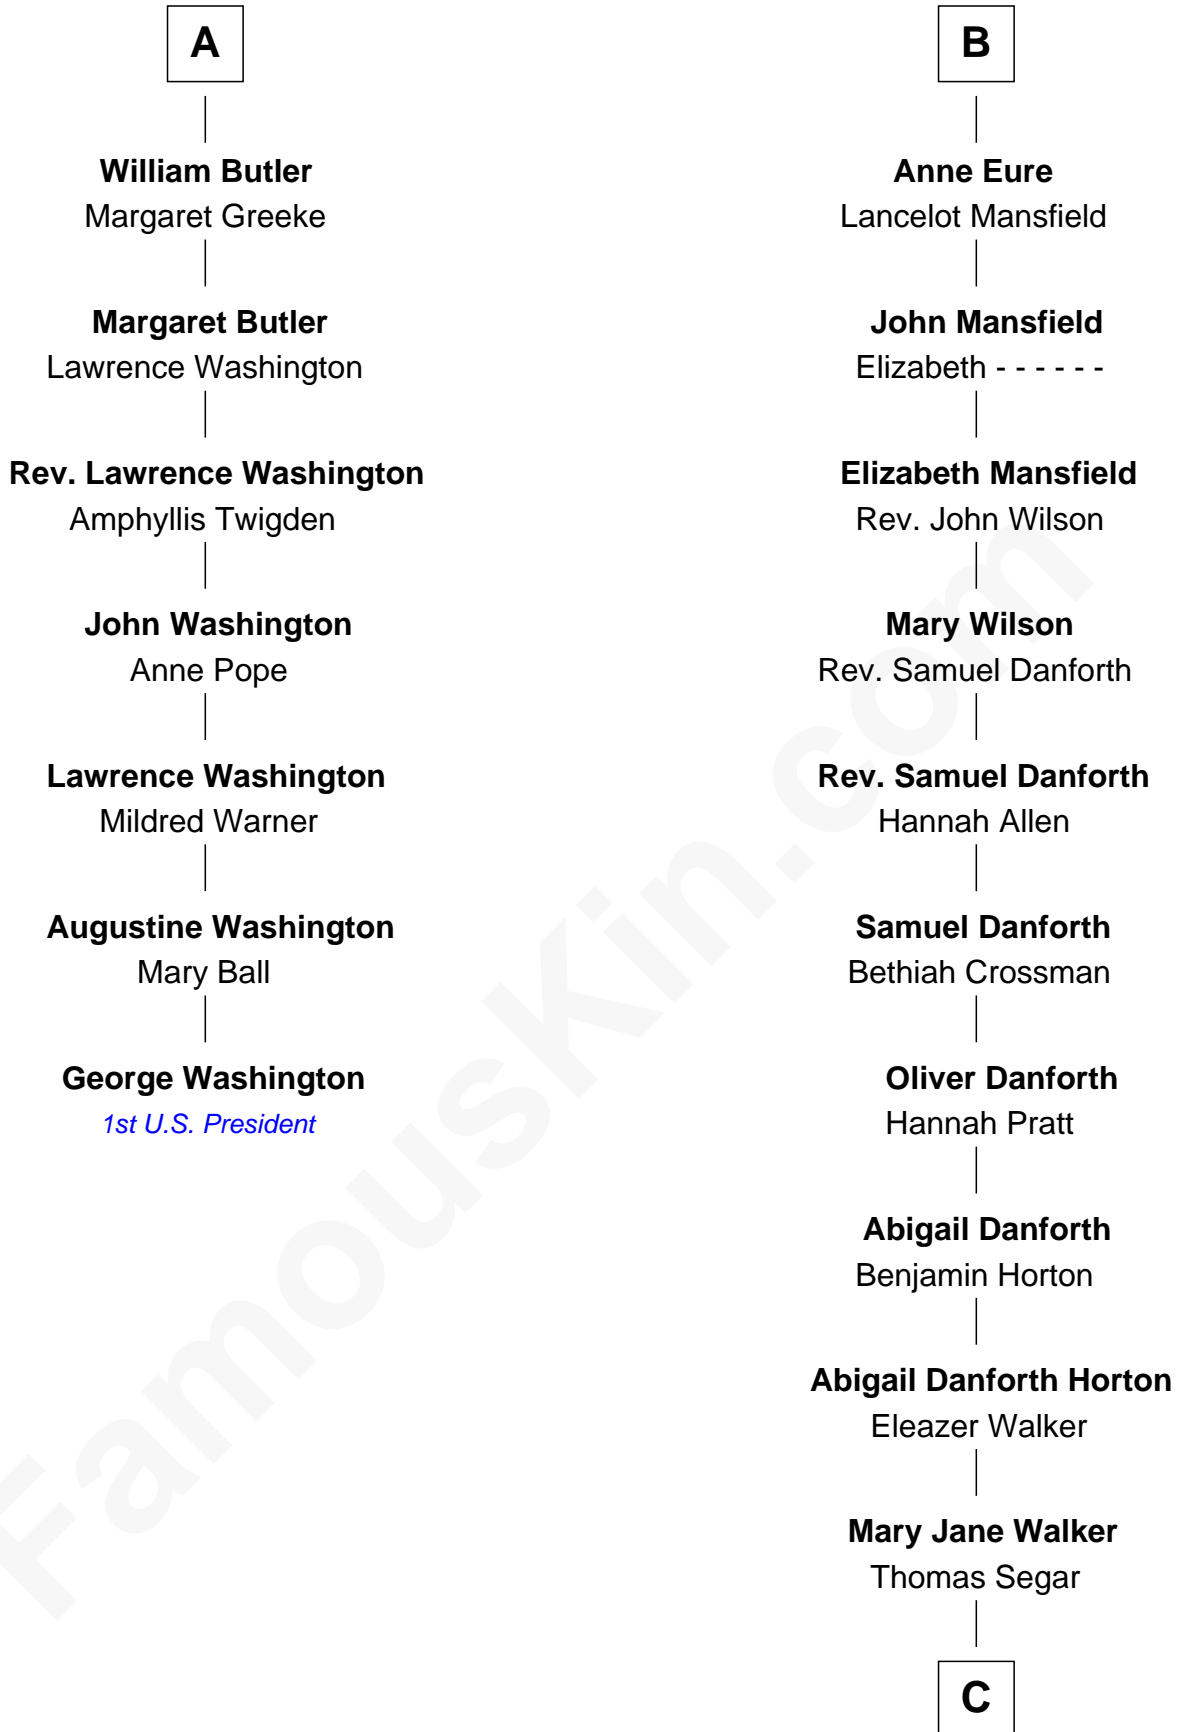 A
William Butler
Margaret Greeke
Margaret Butler
Lawrence Washington
Rev. Lawrence Washington
Amphyllis Twigden
John Washington
Anne Pope
Lawrence Washington
Mildred Warner
Augustine Washington
Mary Ball
George Washington
1st U.S. President
B
Anne Eure
Lancelot Mansfield
John Mansfield
Elizabeth - - - - - -
Elizabeth Mansfield
Rev. John Wilson
Mary Wilson
Rev. Samuel Danforth
Rev. Samuel Danforth
Hannah Allen
Samuel Danforth
Bethiah Crossman
Oliver Danforth
Hannah Pratt
Abigail Danforth
Benjamin Horton
Abigail Danforth Horton
Eleazer Walker
Mary Jane Walker
Thomas Segar
C
FamousKin.com